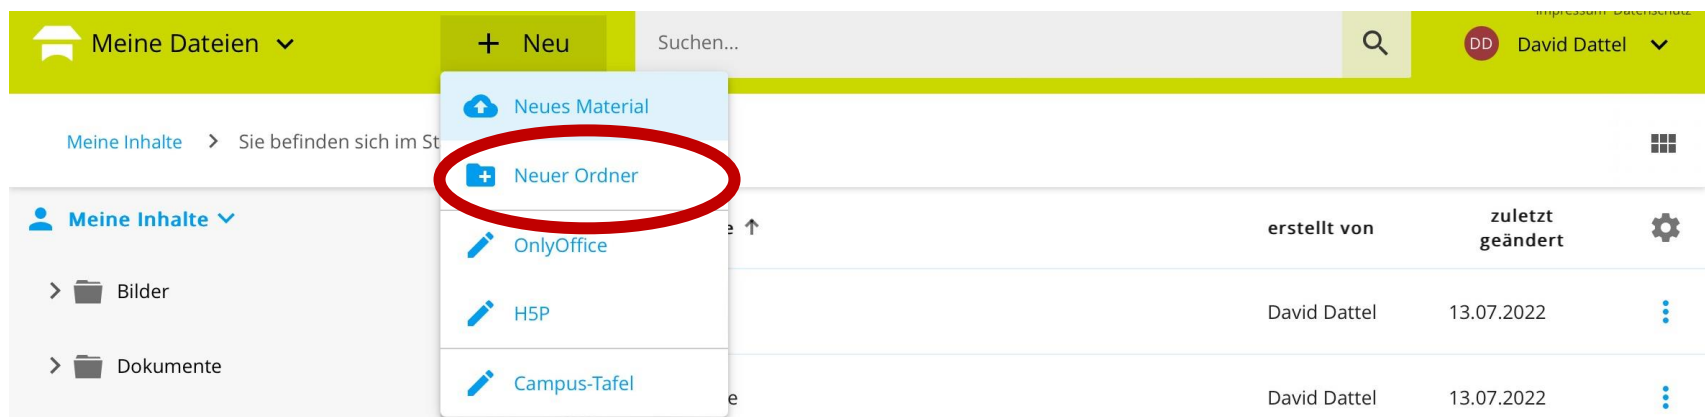 Impressum Datenschutz
Meine Dateien
+ Neu
Suchen...
DD David Dattel
Neues Material
Meine Inhalte > Sie befinden sich im St
Neuer Ordner
Meine Inhalte
e ↑ erstellt von zuletzt
geändert
OnlyOffice
Bilder
H5P
David Dattel 13.07.2022
Dokumente
Campus-Tafel
e David Dattel 13.07.2022